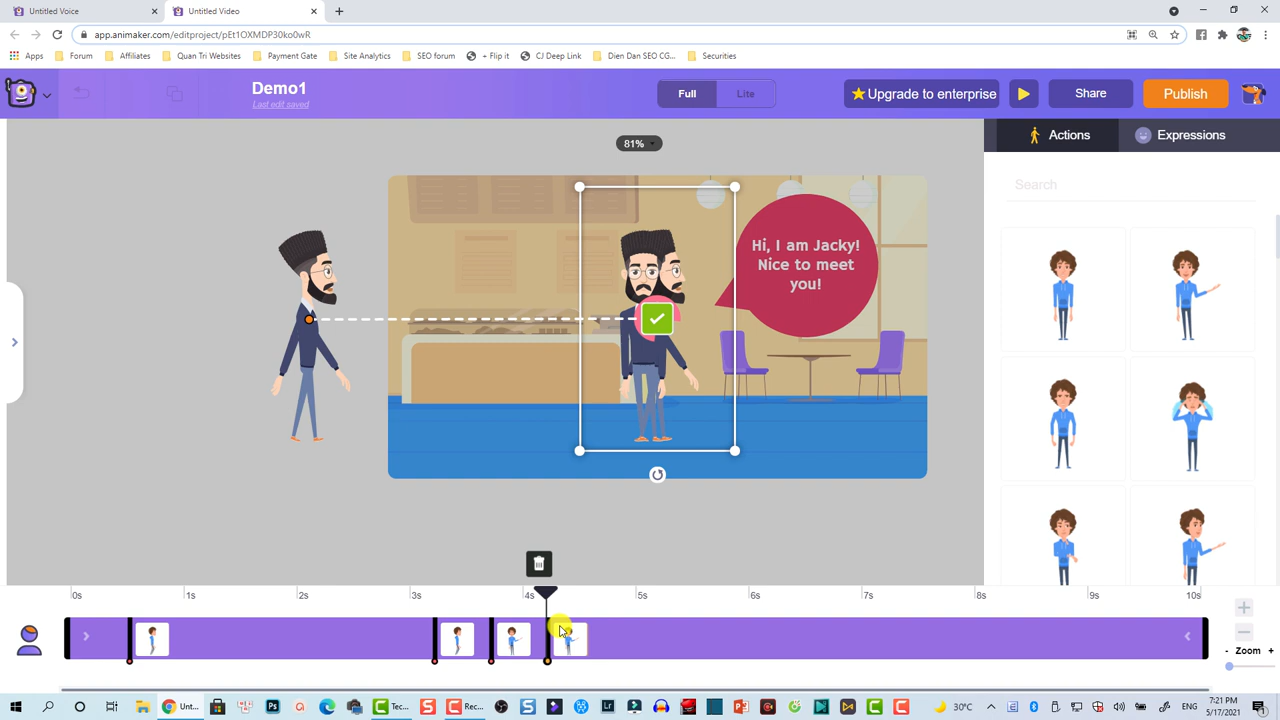 Untitled Voice
Untitled Video
app.animaker.com/editproject/pEt1OXMDP30ko0wR
Apps
Forum
Affiliates
Quan Tri Websites
Payment Gate
Site Analytics
SEO forum
+ Flip it
CJ Deep Link
Dien Dan SEO CG...
Securities
Demo1
Last edit saved
Full
Lite
Upgrade to enterprise
Share
Publish
81%
Actions
Expressions
Search
Hi, I am Jacky!
Nice to meet
you!
0s
1s
2s
3s
4s
5s
6s
7s
8s
9s
10s
- Zoom +
Unt...
Tec...
Rec...
30°C
ENG
7:21 PM
5/17/2021